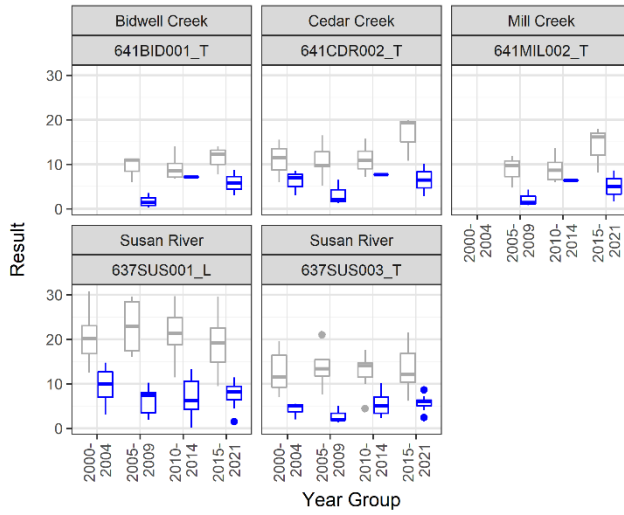 Bidwell Creek
Cedar Creek
Mill Creek
641BID001_T
641CDR002_T
641MIL002_T
30
20
10
0
2000-
2004
2005-
2009
2010-
2014
2015-
2021
Susan River
Susan River
637SUS001_L
637SUS003_T
30
20
10
0
2000-
2004
2005-
2009
2010-
2014
2015-
2021
2000-
2004
2005-
2009
2010-
2014
2015-
2021
Result
Year Group